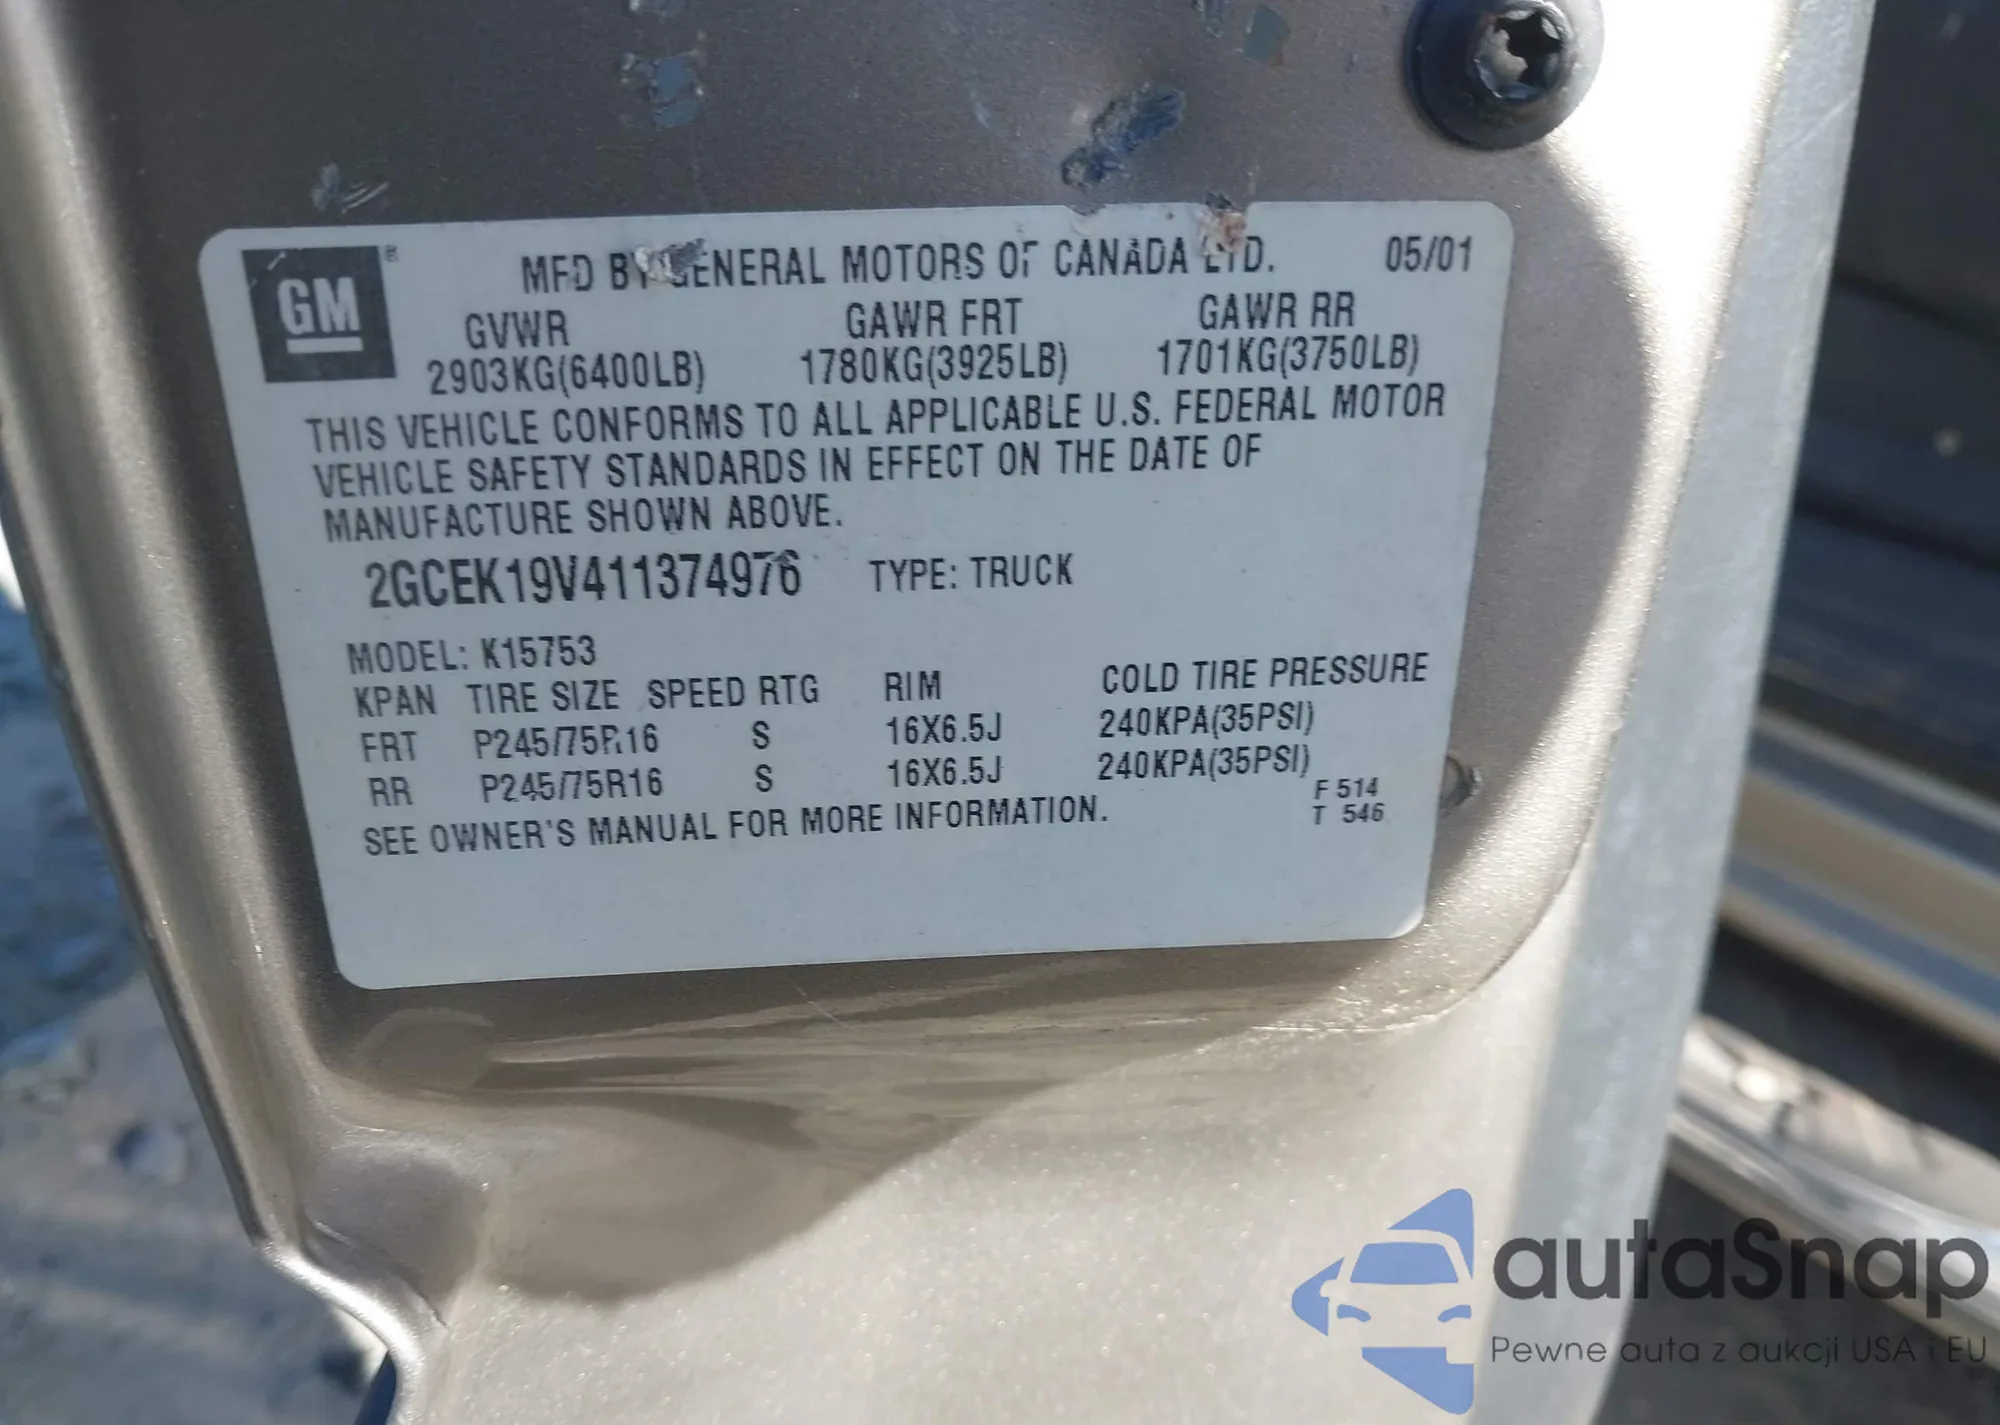 GM®
MFD BY GENERAL MOTORS OF CANADA LTD. 05/01
GVWR GAWR FRT GAWR RR
2903KG(6400LB) 1780KG(3925LB) 1701KG(3750LB)
THIS VEHICLE CONFORMS TO ALL APPLICABLE U.S. FEDERAL MOTOR
VEHICLE SAFETY STANDARDS IN EFFECT ON THE DATE OF
MANUFACTURE SHOWN ABOVE.
2GCEK19V411374976 TYPE: TRUCK
MODEL: K15753
KPAN TIRE SIZE SPEED RTG RIM COLD TIRE PRESSURE
FRT P245/75R16 S 16X6.5J 240KPA(35PSI)
RR P245/75R16 S 16X6.5J 240KPA(35PSI)
SEE OWNER'S MANUAL FOR MORE INFORMATION. F 514
T 546
autaSnap
Pewne auta z aukcji USA i EU